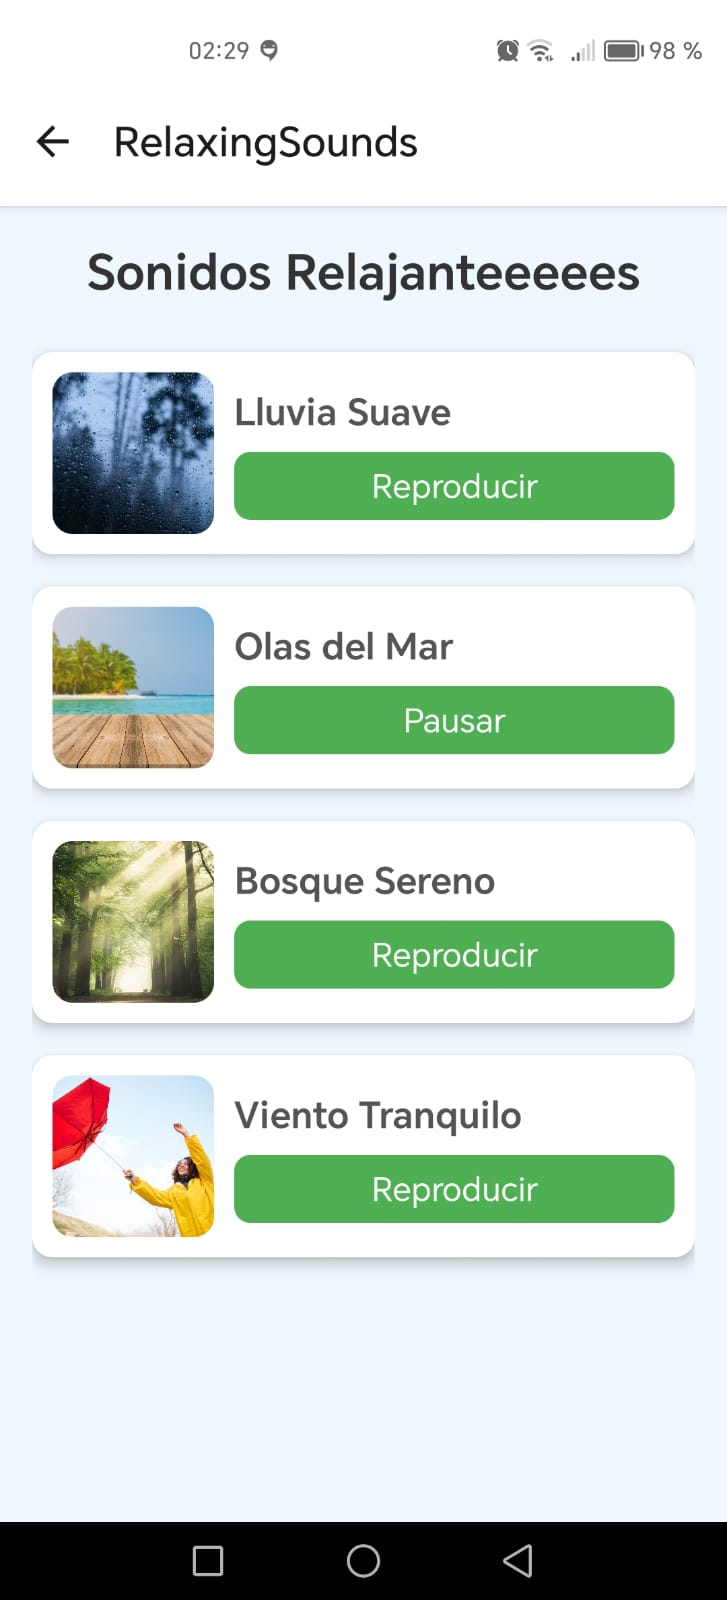 02:29
98 %
RelaxingSounds
Sonidos Relajanteeeees
Lluvia Suave
Reproducir
Olas del Mar
Pausar
Bosque Sereno
Reproducir
Viento Tranquilo
Reproducir